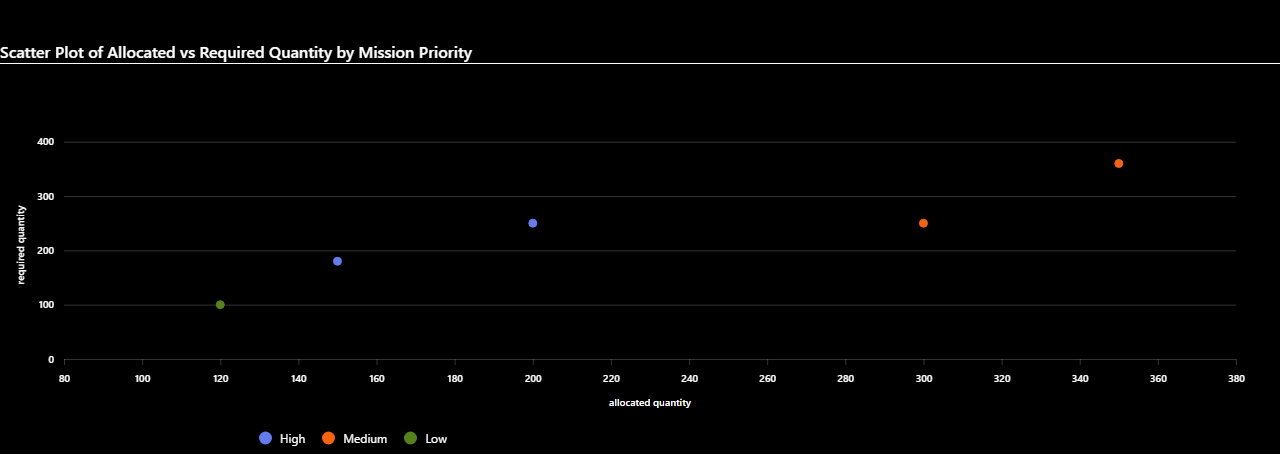 Scatter Plot of Allocated vs Required Quantity by Mission Priority
400
300
200
100
0
required quantity
80 100 120 140 160 180 200 220 240 260 280 300 320 340 360 380
allocated quantity
High Medium Low